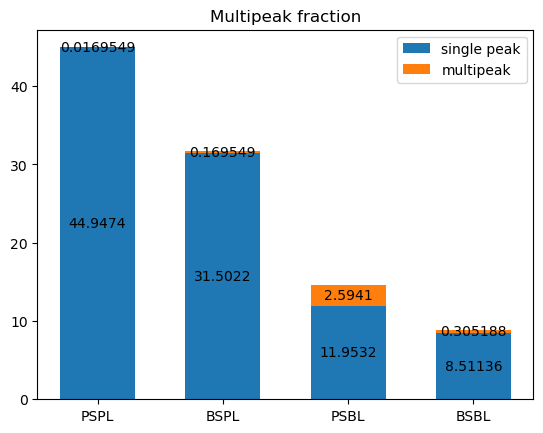 Multipeak fraction
single peak
multipeak
40
30
20
10
0
0.0169549
44.9474
0.169549
31.5022
2.5941
11.9532
0.305188
8.51136
PSPL
BSPL
PSBL
BSBL